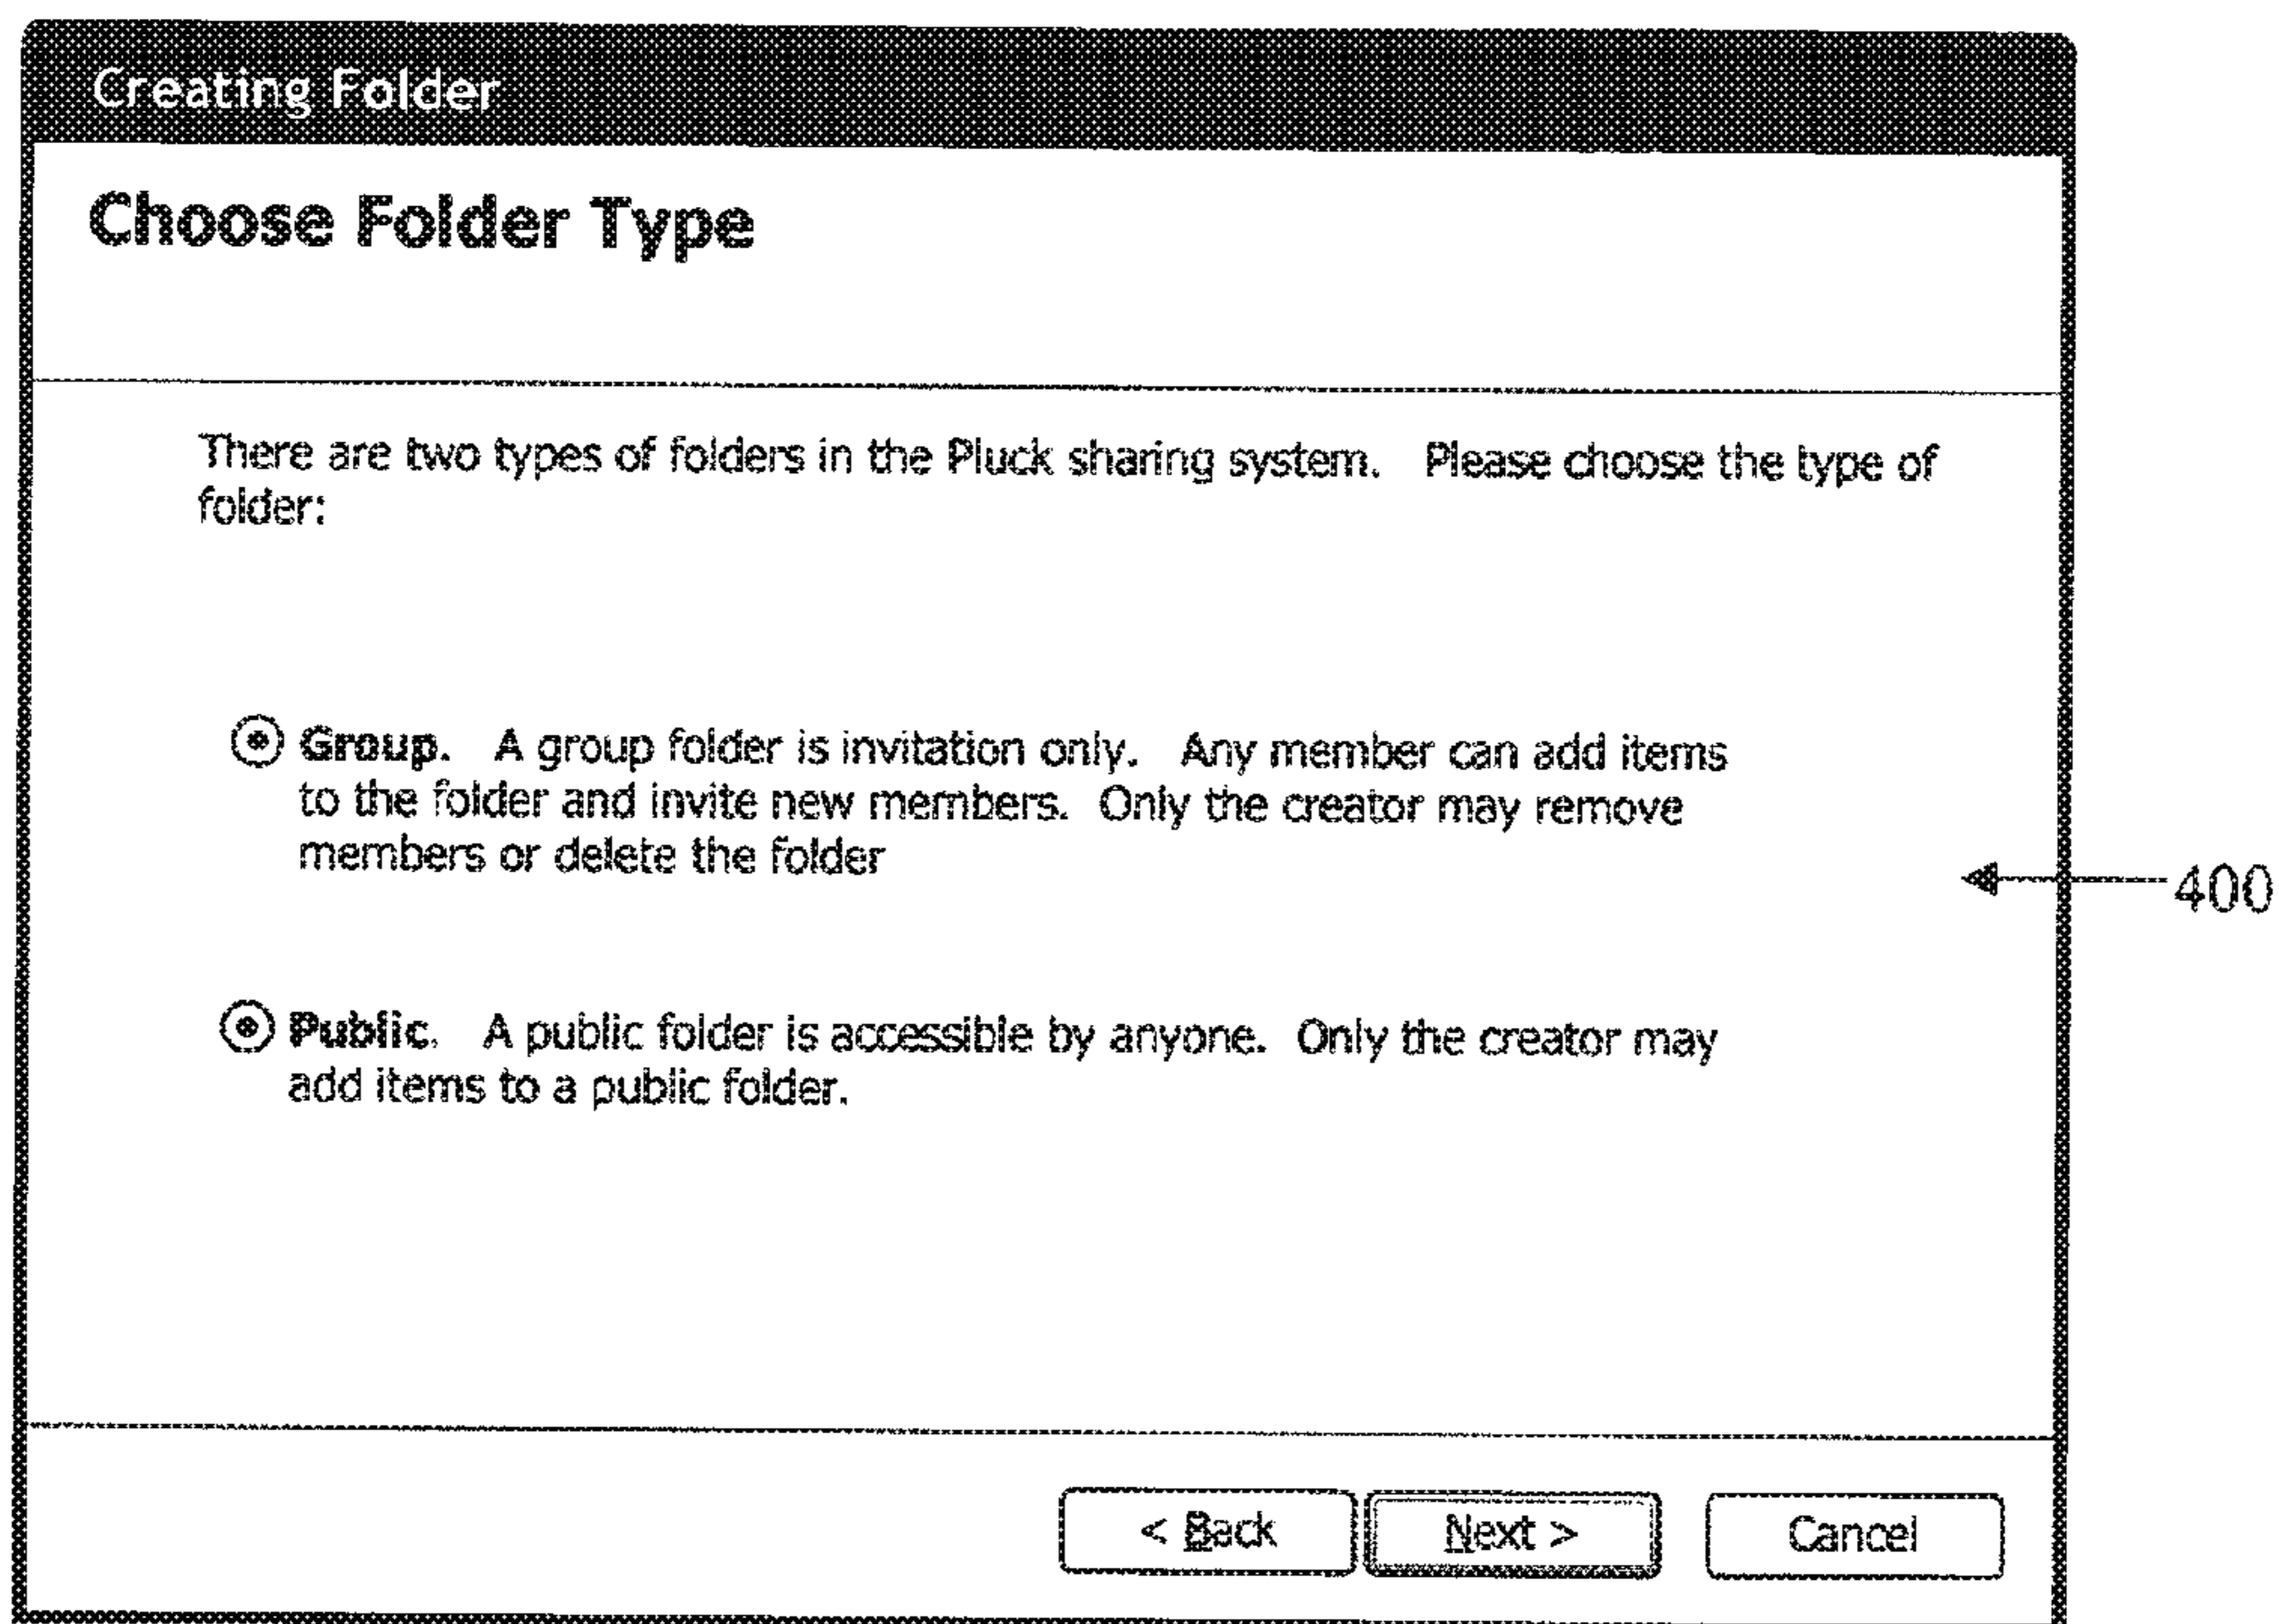 Creating Folder
Choose Folder Type
There are two types of folders in the Pluck sharing system. Please choose the type of
folder:
Group. A group folder is invitation only. Any member can add items
to the folder and invite new members. Only the creator may remove
members or delete the folder
400
Public. A public folder is accessible by anyone. Only the creator may
add items to a public folder.
< Back Next > Cancel